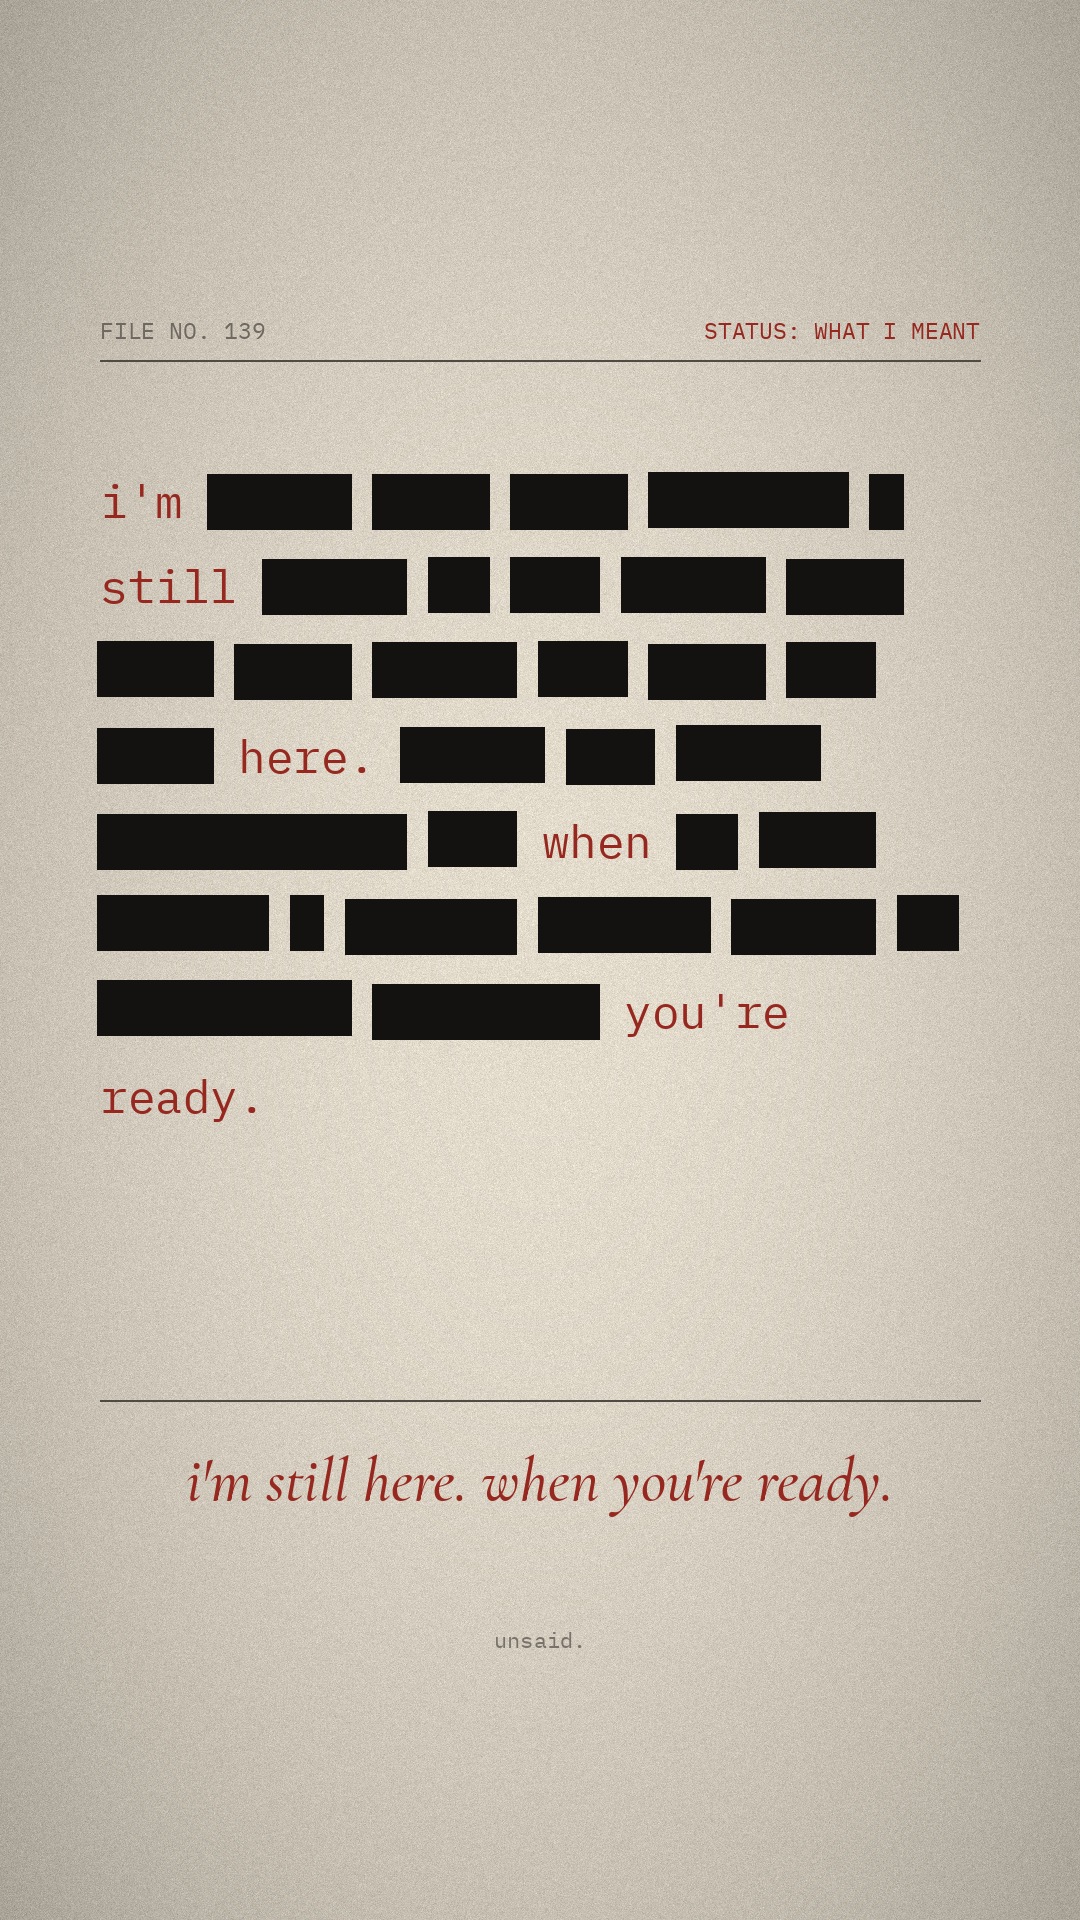 FILE NO. 139
STATUS: WHAT I MEANT
i'm
still
here.
when
you're
ready.
i'm still here. when you're ready.
unsaid.